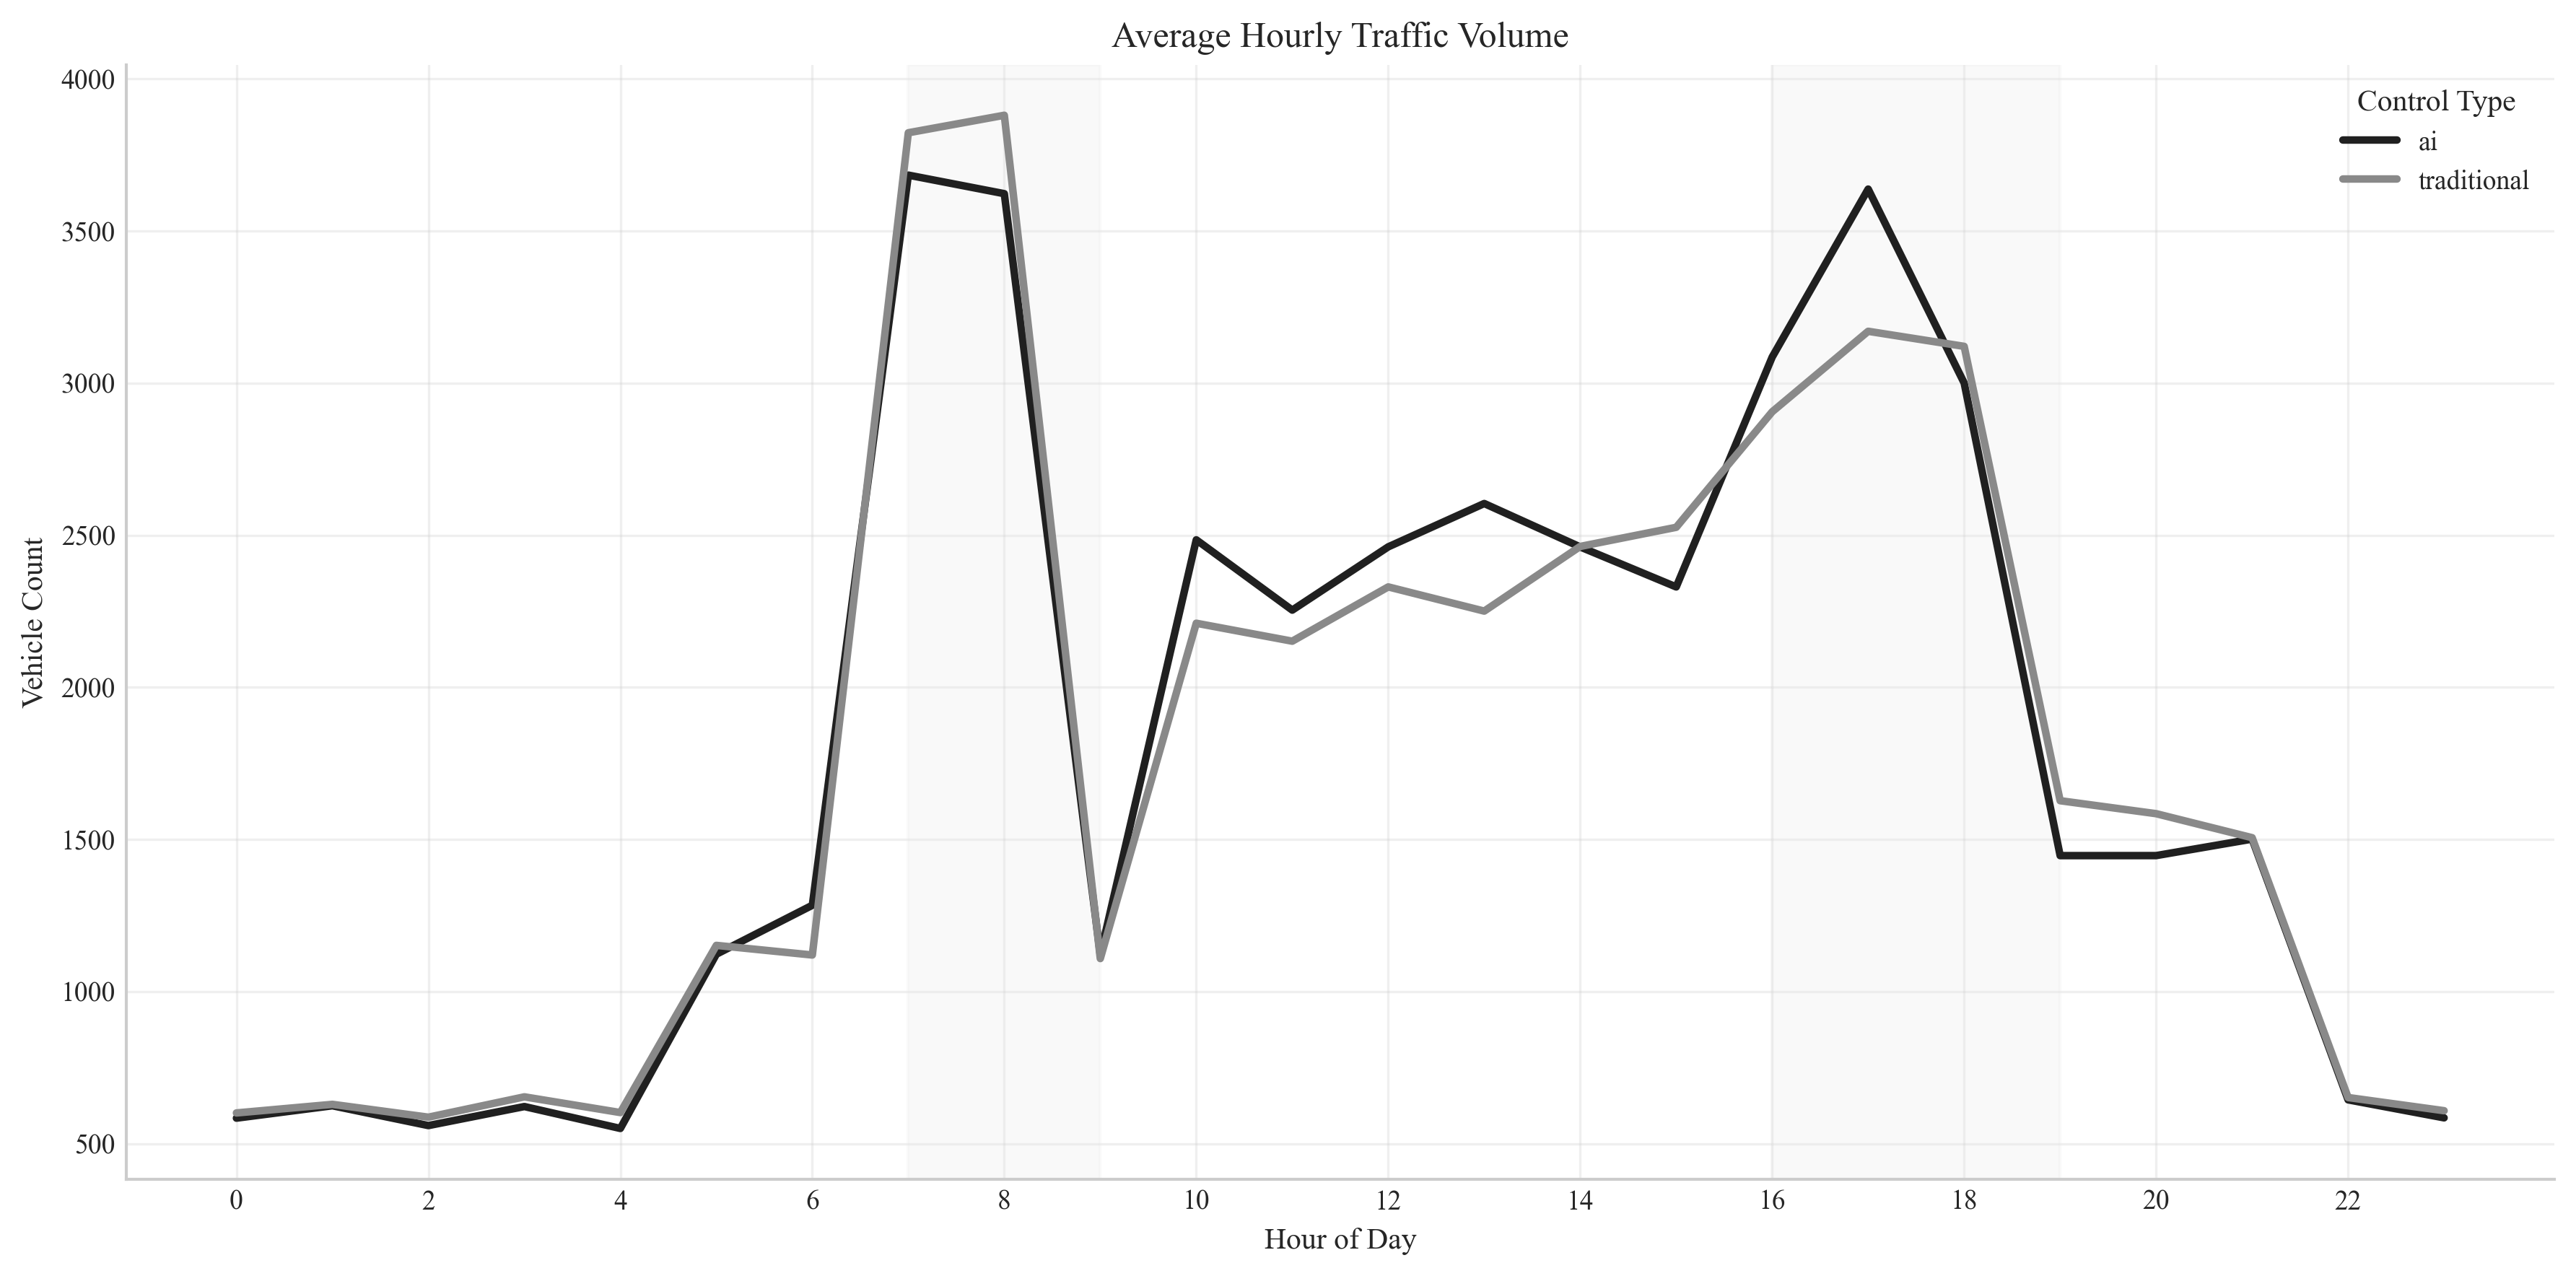 Average Hourly Traffic Volume
4000
3500
3000
2500
2000
1500
1000
500
Vehicle Count
Control Type
ai
traditional
0 2 4 6 8 10 12 14 16 18 20 22
Hour of Day